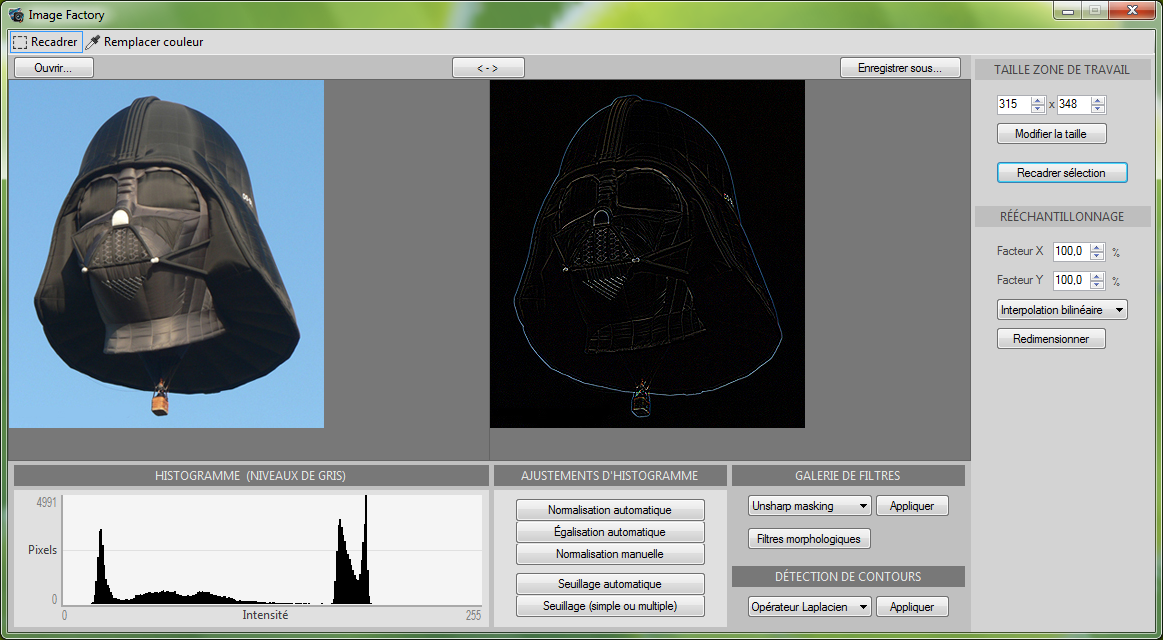 Image Factory
Recadrer Remplacer couleur
Ouvrir... < - > Enregistrer sous...
TAILLE ZONE DE TRAVAIL
315 x 348
Modifier la taille
Recadrer sélection
RÉÉCHANTILLONNAGE
Facteur X 100,0 %
Facteur Y 100,0 %
Interpolation bilinéaire
Redimensionner
HISTOGRAMME (NIVEAUX DE GRIS)
4991
Pixels
0
0 Intensité 255
AJUSTEMENTS D'HISTOGRAMME
Normalisation automatique
Égalisation automatique
Normalisation manuelle
Seuillage automatique
Seuillage (simple ou multiple)
GALERIE DE FILTRES
Unsharp masking Appliquer
Filtres morphologiques
DÉTECTION DE CONTOURS
Opérateur Laplacien Appliquer